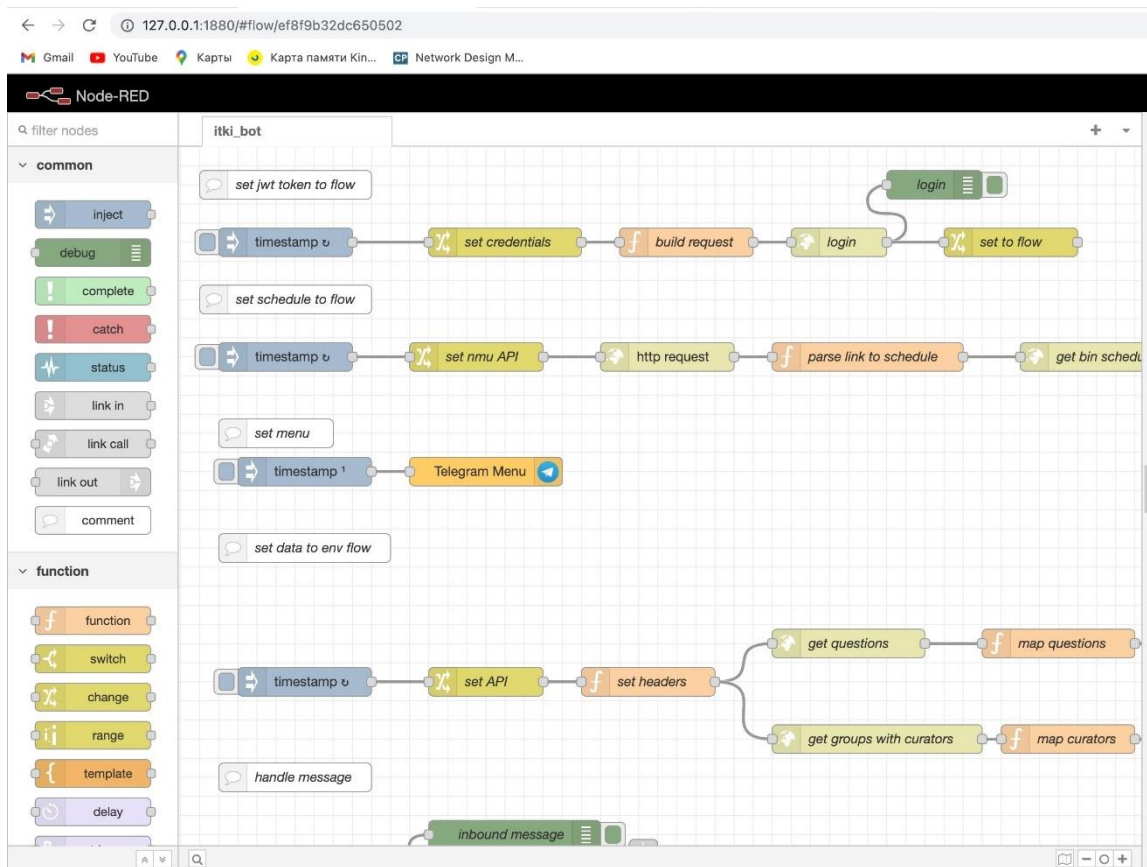 127.0.0.1:1880/#flow/ef8f9b32dc650502
Gmail YouTube Карты Карта памяти Kin... CP Network Design M...
Node-RED
filter nodes
itki_bot
common
inject
debug
complete
catch
status
link in
link call
link out
comment
function
function
switch
change
range
template
delay
set jwt token to flow
login
timestamp ↻ set credentials build request login set to flow
set schedule to flow
timestamp ↻ set nmu API http request parse link to schedule get bin schedu
set menu
timestamp ¹ Telegram Menu
set data to env flow
get questions map questions
timestamp ↻ set API set headers
get groups with curators map curators
handle message
inbound message